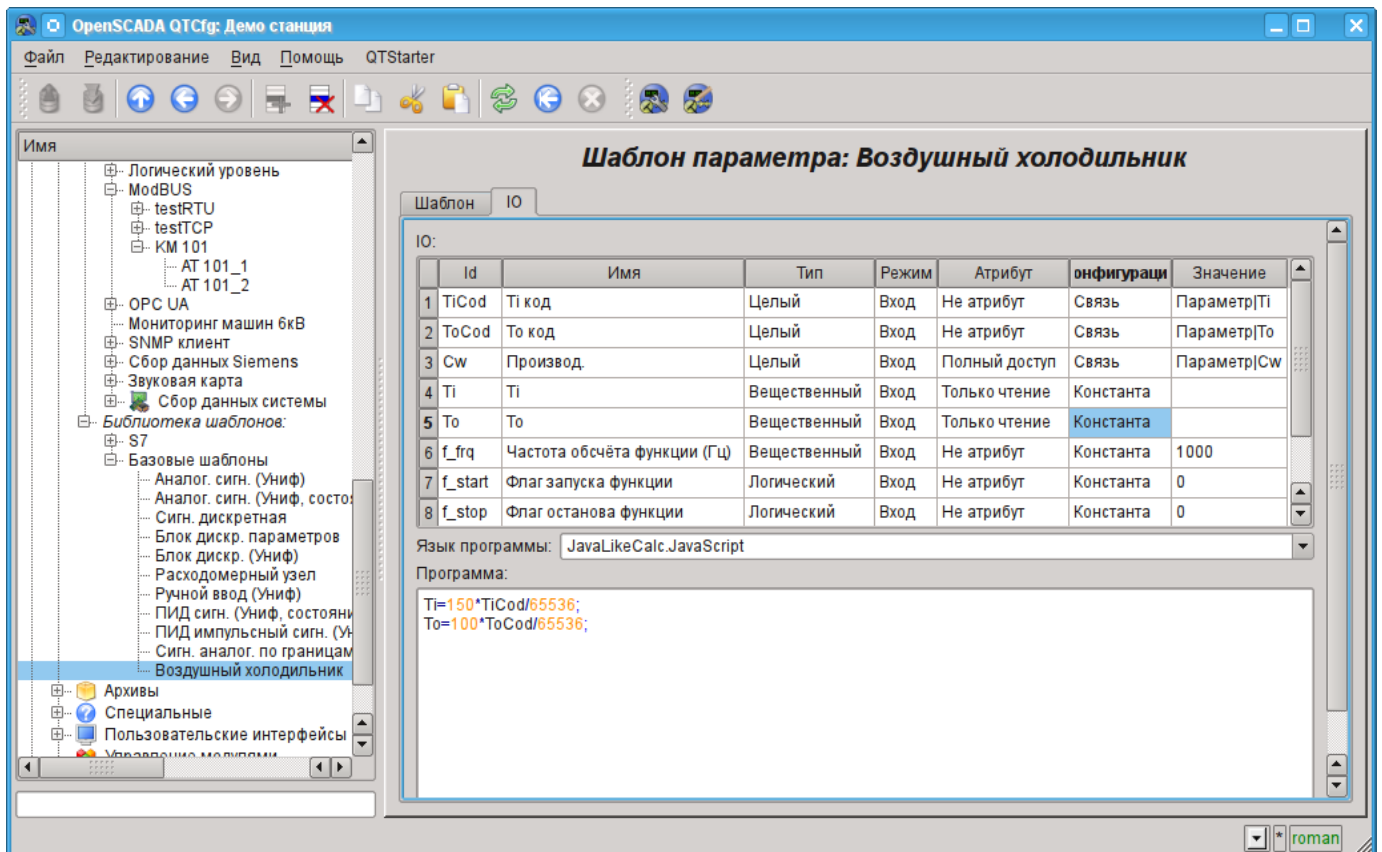 OpenSCADA QTCfg: Демо станция
Файл Редактирование Вид Помощь QTStarter
Имя
Логический уровень
ModBUS
testRTU
testTCP
КМ 101
AT 101_1
AT 101_2
OPC UA
Мониторинг машин 6кВ
SNMP клиент
Сбор данных Siemens
Звуковая карта
Сбор данных системы
Библиотека шаблонов:
S7
Базовые шаблоны
Аналог. сигн. (Униф)
Аналог. сигн. (Униф, состоя
Сигн. дискретная
Блок дискр. параметров
Блок дискр. (Униф)
Расходомерный узел
Ручной ввод (Униф)
ПИД сигн. (Униф, состояни
ПИД импульсный сигн. (Ун
Сигн. аналог. по границам
Воздушный холодильник
Архивы
Специальные
Пользовательские интерфейсы
Управление модулями
Шаблон параметра: Воздушный холодильник
Шаблон IO
IO:
Id Имя Тип Режим Атрибут онфигураци Значение
1 TiCod Ti код Целый Вход Не атрибут Связь Параметр|Ti
2 ToCod To код Целый Вход Не атрибут Связь Параметр|To
3 Cw Производ. Целый Вход Полный доступ Связь Параметр|Cw
4 Ti Ti Вещественный Вход Только чтение Константа
5 To To Вещественный Вход Только чтение Константа
6 f_frq Частота обсчёта функции (Гц) Вещественный Вход Не атрибут Константа 1000
7 f_start Флаг запуска функции Логический Вход Не атрибут Константа 0
8 f_stop Флаг останова функции Логический Вход Не атрибут Константа 0
Язык программы: JavaLikeCalc.JavaScript
Программа:
Ti=150*TiCod/65536;
To=100*ToCod/65536;
* roman